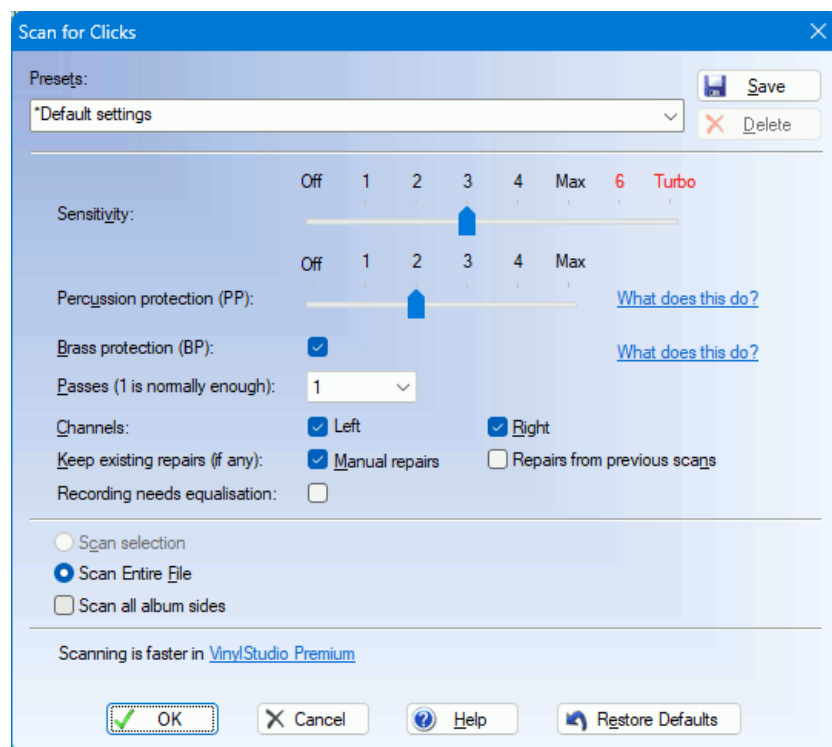 Scan for Clicks
Presets:
*Default settings
Save
Delete
Off 1 2 3 4 Max 6 Turbo
Sensitivity:
Off 1 2 3 4 Max
Percussion protection (PP): What does this do?
Brass protection (BP): What does this do?
Passes (1 is normally enough): 1
Channels: Left Right
Keep existing repairs (if any): Manual repairs Repairs from previous scans
Recording needs equalisation:
Scan selection
Scan Entire File
Scan all album sides
Scanning is faster in VinylStudio Premium
OK Cancel Help Restore Defaults